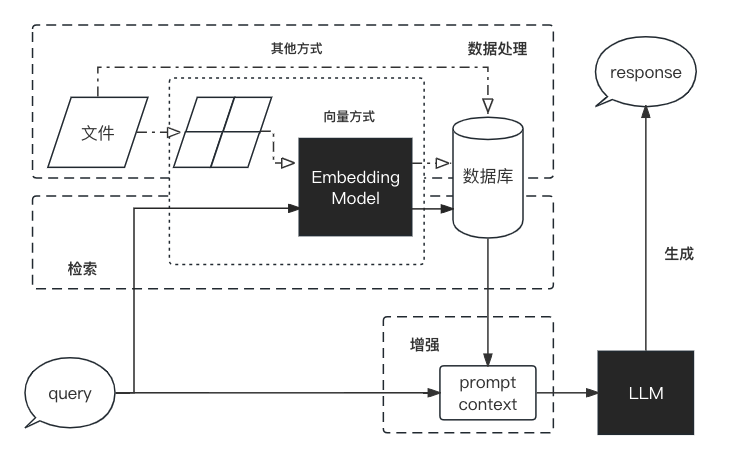 其他方式
数据处理
response
文件
向量方式
Embedding
Model
数据库
检索
生成
增强
query
prompt
context
LLM